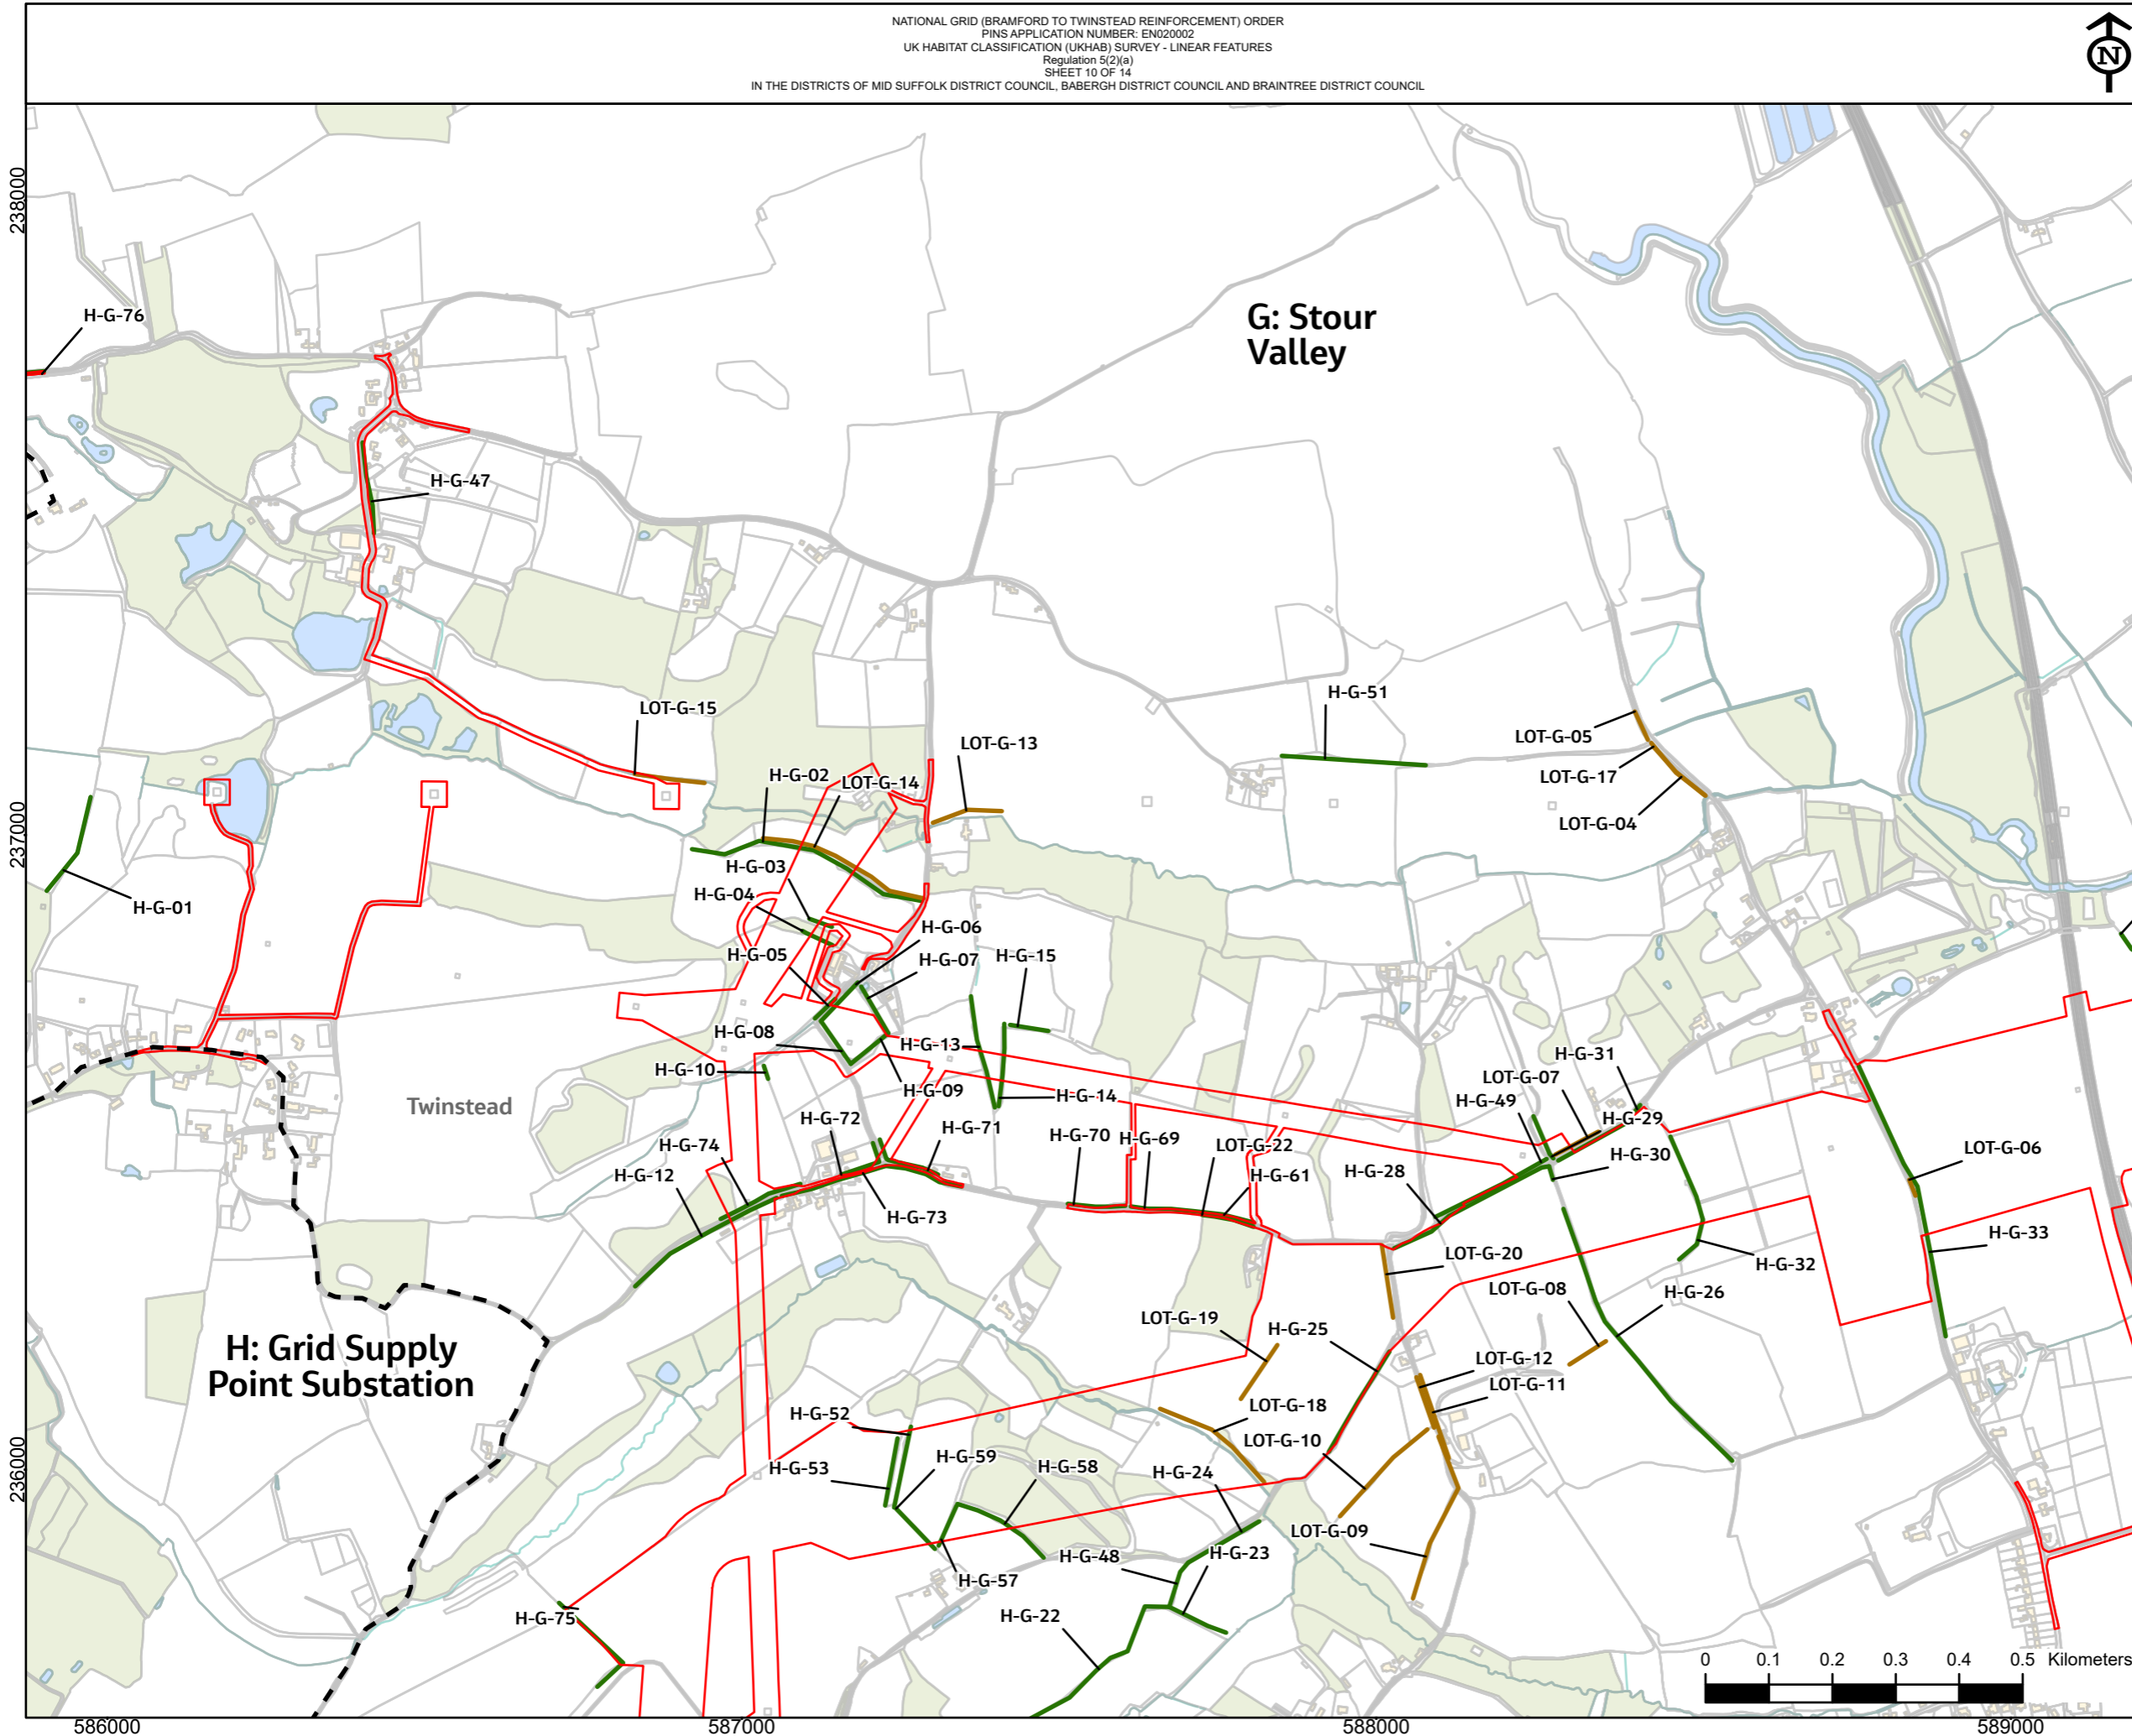 NATIONAL GRID (BRAMFORD TO TWINSTEAD REINFORCEMENT) ORDER
PINS APPLICATION NUMBER: EN020002
UK HABITAT CLASSIFICATION (UKHAB) SURVEY - LINEAR FEATURES
Regulation 5(2)(a)
SHEET 10 OF 14
IN THE DISTRICTS OF MID SUFFOLK DISTRICT COUNCIL, BABERGH DISTRICT COUNCIL AND BRAINTREE DISTRICT COUNCIL
N
238000
H-G-76
G: Stour
Valley
H-G-47
H-G-51
LOT-G-15
LOT-G-05
LOT-G-13
LOT-G-17
H-G-02
LOT-G-14
LOT-G-04
237000
H-G-03
H-G-04
H-G-01
H-G-06
H-G-05
H-G-07
H-G-15
H-G-08
H-G-13
H-G-31
H-G-10
LOT-G-07
H-G-09
H-G-14
H-G-49
Twinstead
H-G-72
H-G-29
H-G-71
H-G-70
H-G-69
H-G-74
LOT-G-22
LOT-G-06
H-G-30
H-G-12
H-G-28
H-G-61
H-G-73
H-G-33
LOT-G-20
H-G-32
LOT-G-08
H-G-26
LOT-G-19
H-G-25
H: Grid Supply
Point Substation
LOT-G-12
LOT-G-11
H-G-52
LOT-G-18
LOT-G-10
H-G-59
H-G-53
H-G-58
H-G-24
236000
LOT-G-09
H-G-48
H-G-23
H-G-57
H-G-22
H-G-75
0 0.1 0.2 0.3 0.4 0.5 Kilometers
586000 587000 588000 589000